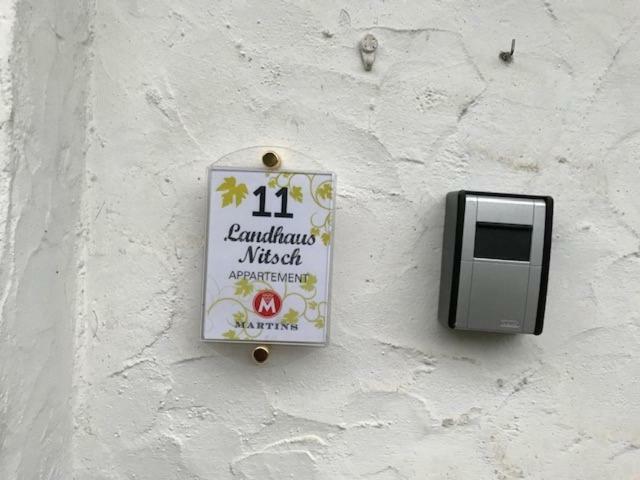 11
Landhaus
Nitsch
APPARTEMENT
M
MARTINS